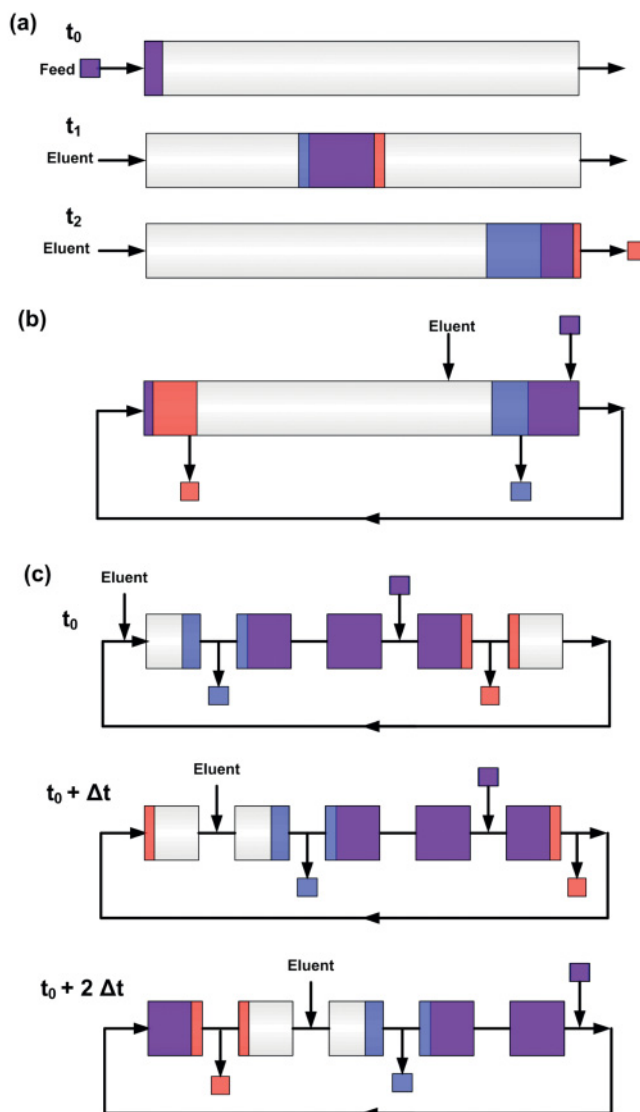 (a)
t0
Feed
t1
Eluent
t2
Eluent
(b)
Eluent
(c)
Eluent
t0
Eluent
t0 + Δt
Eluent
t0 + 2 Δt